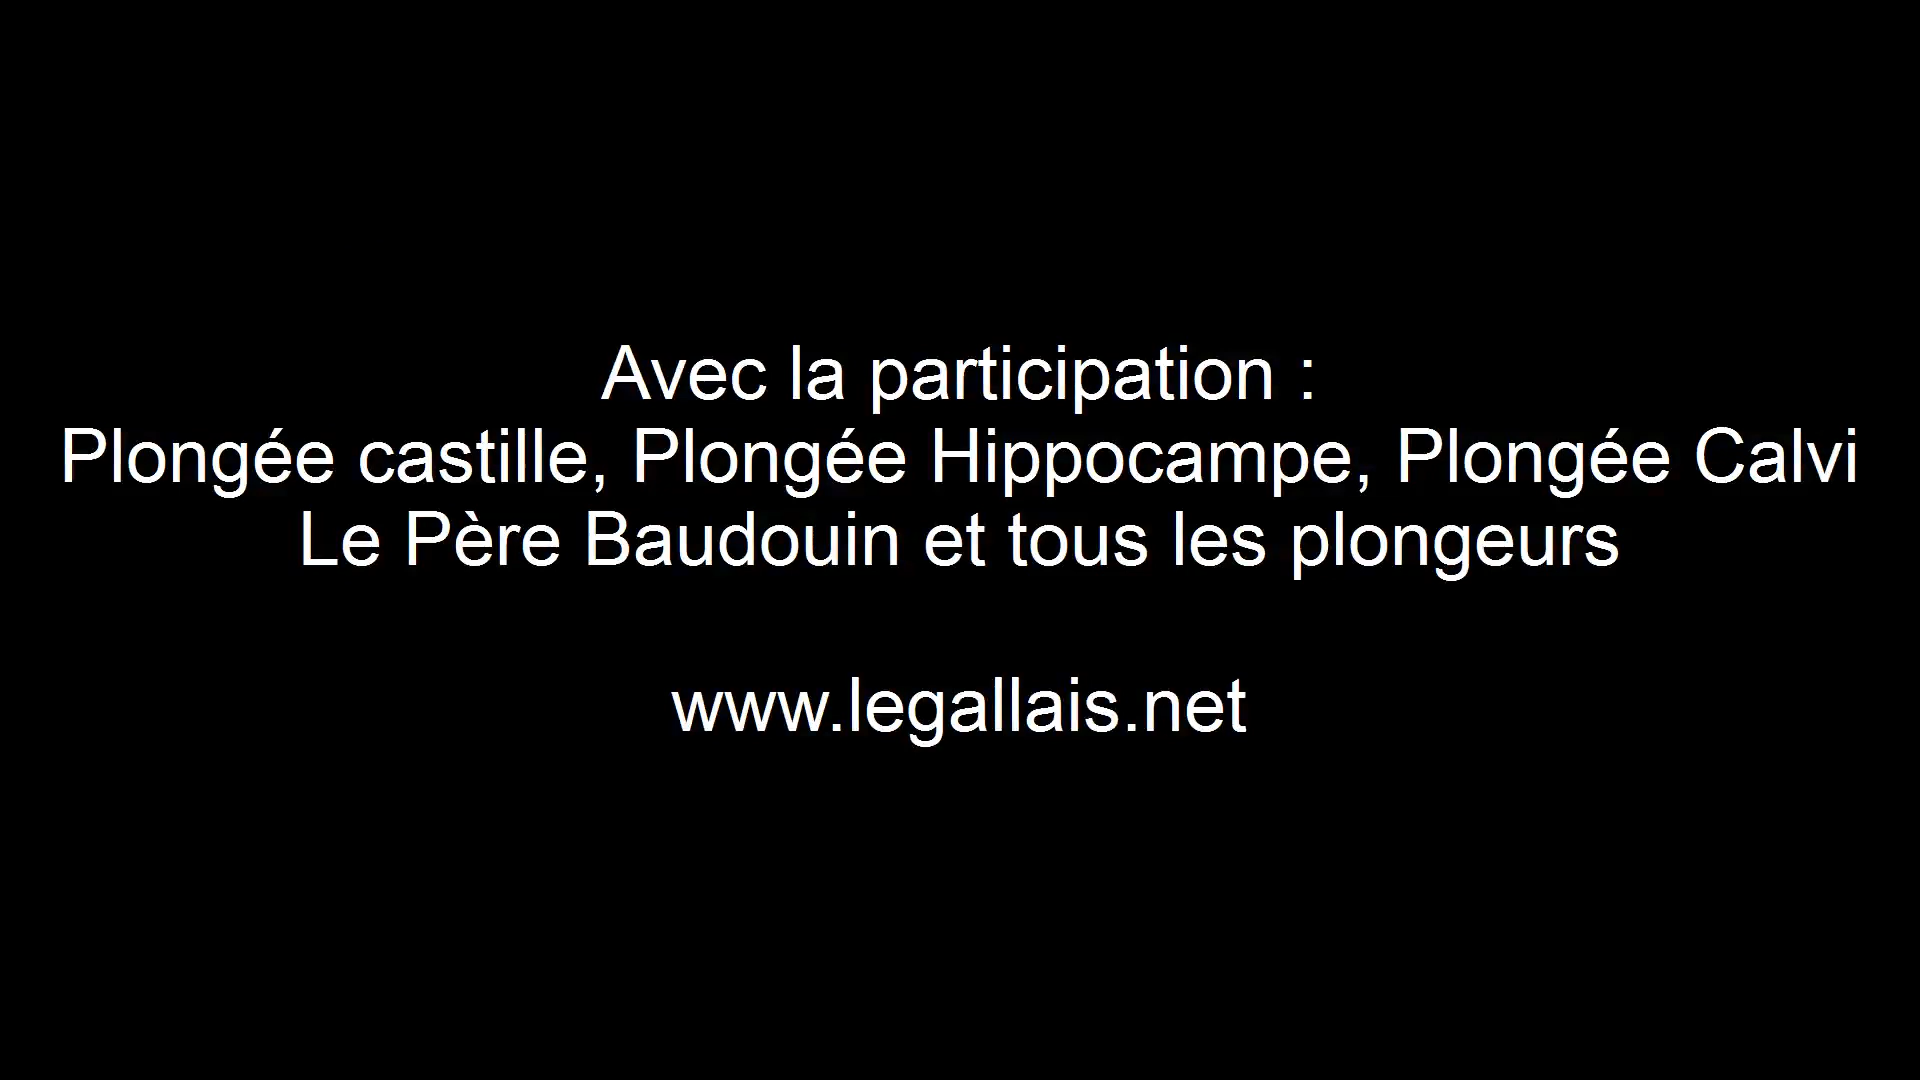 Avec la participation :
Plongée castille, Plongée Hippocampe, Plongée Calvi
Le Père Baudouin et tous les plongeurs
www.legallais.net